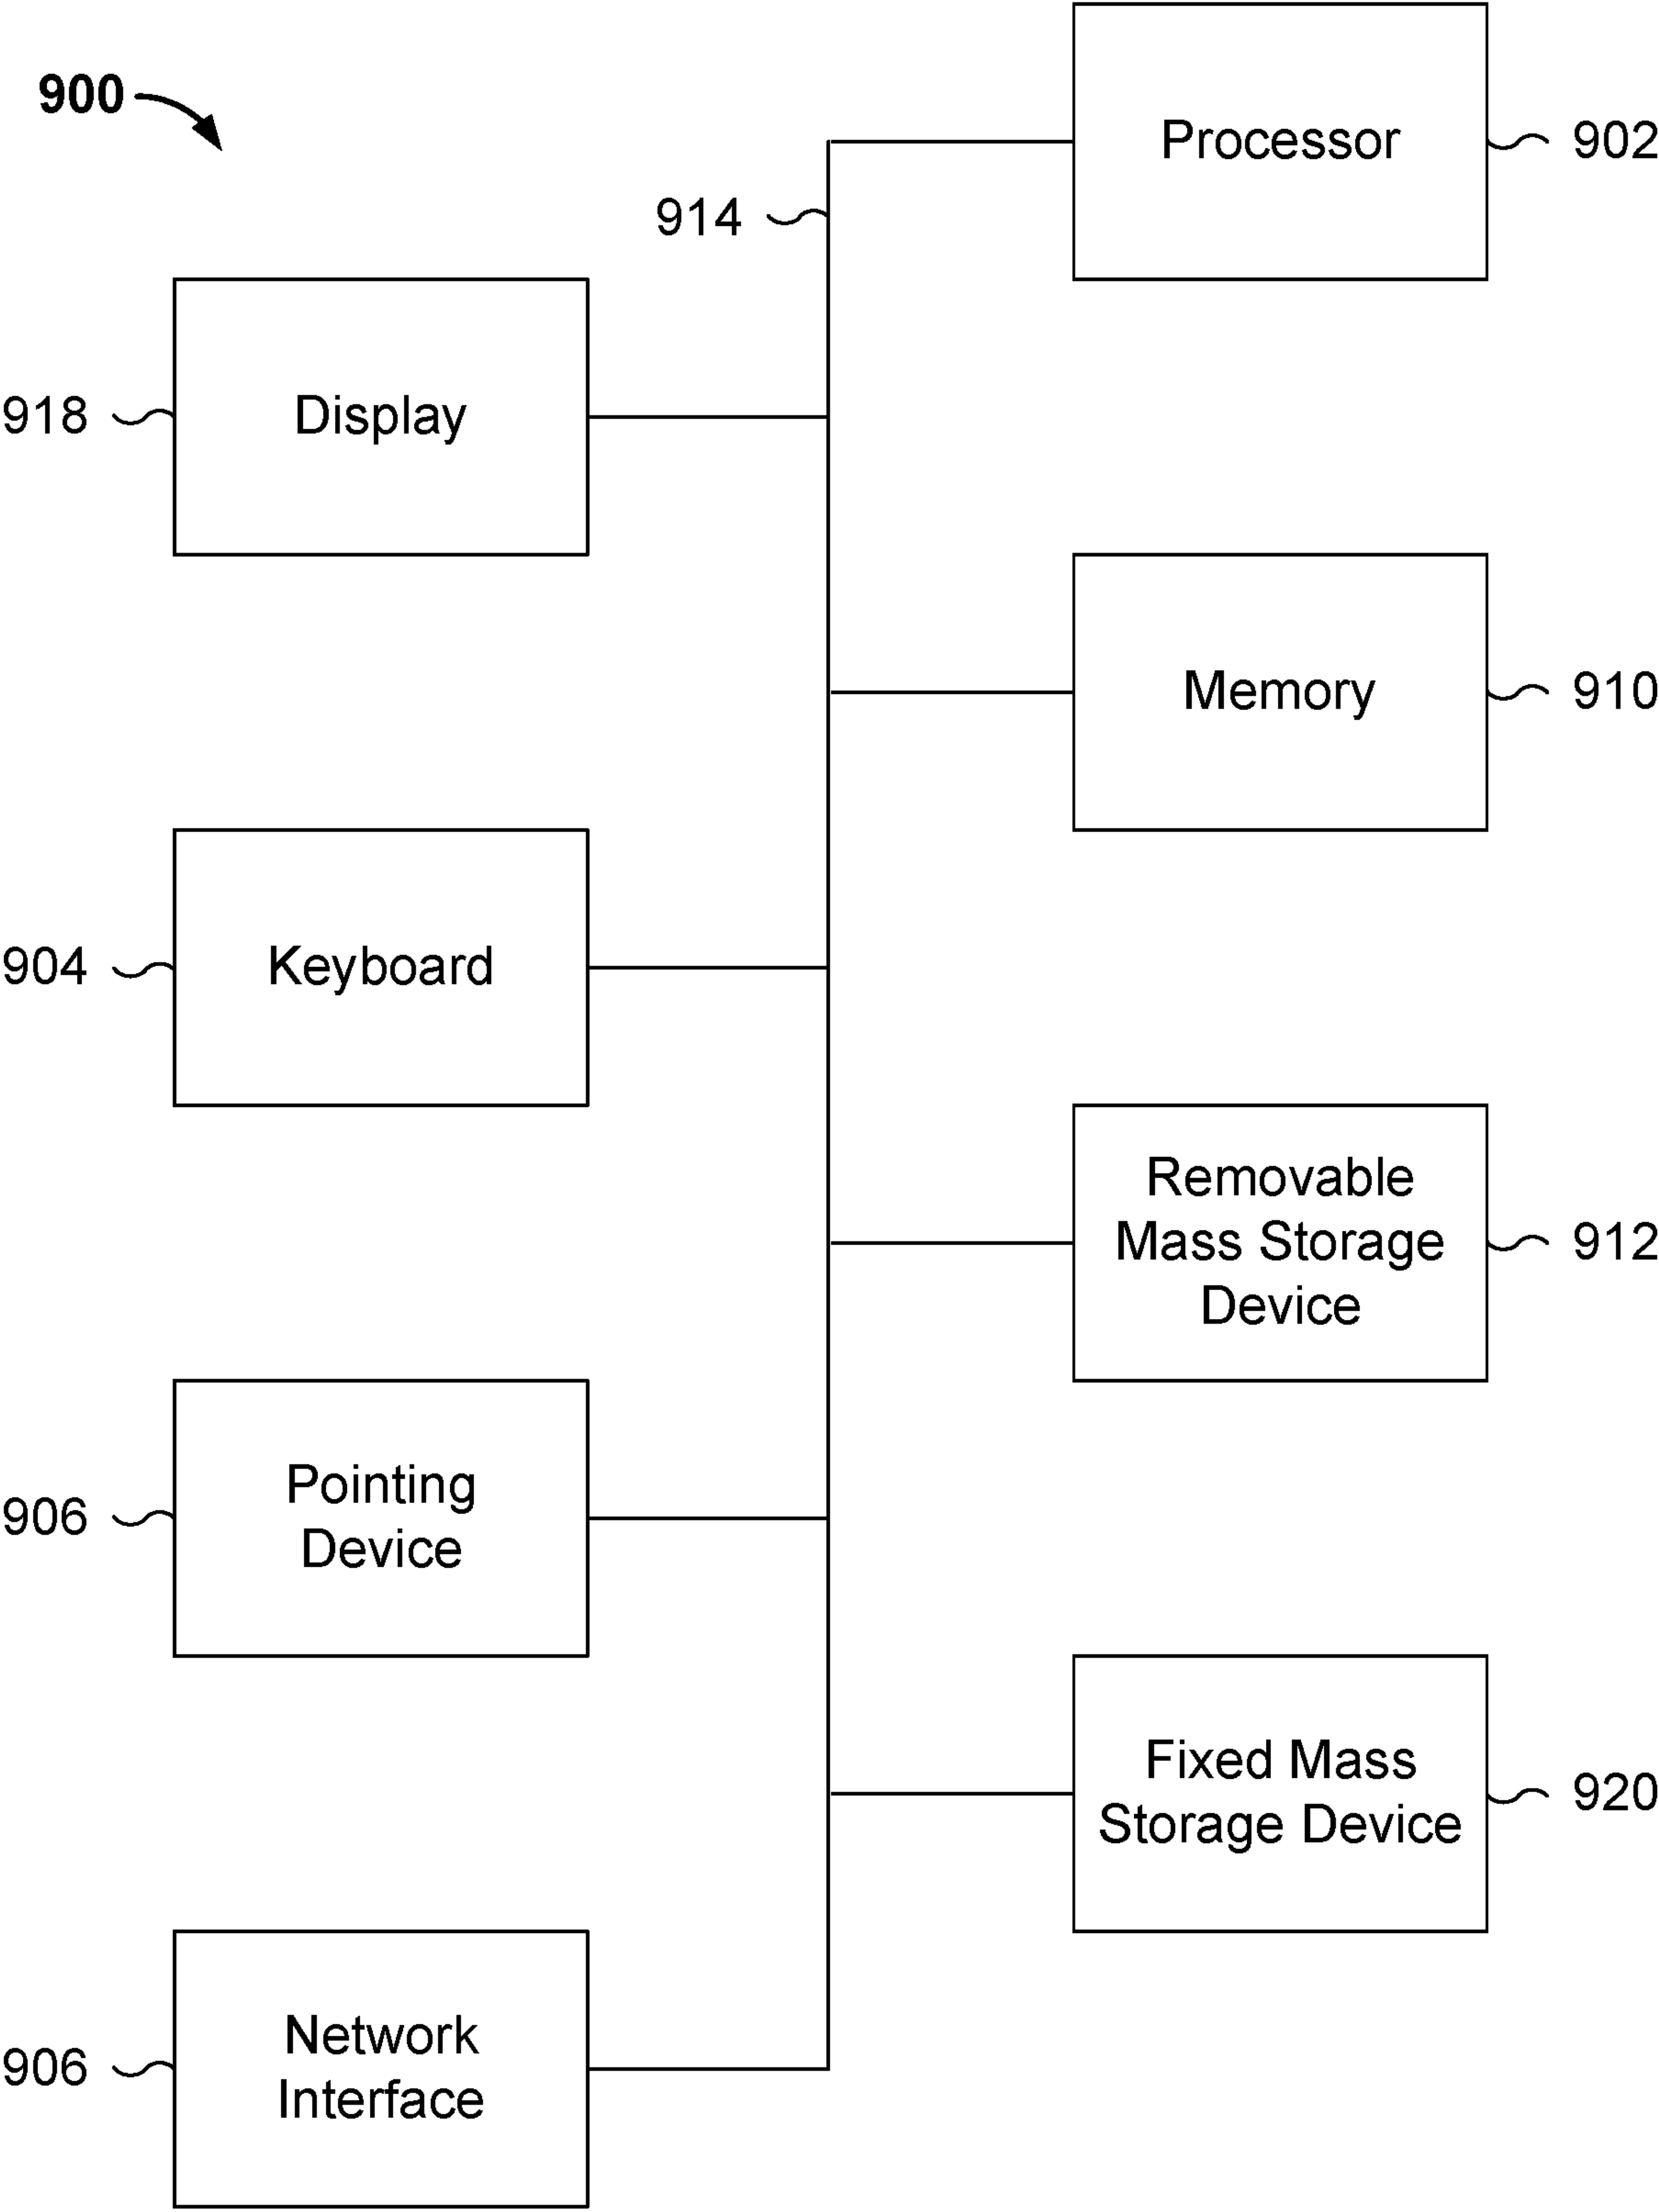 900
Processor
902
914
918
Display
Memory
910
904
Keyboard
Removable
Mass Storage
Device
912
906
Pointing
Device
Fixed Mass
Storage Device
920
906
Network
Interface